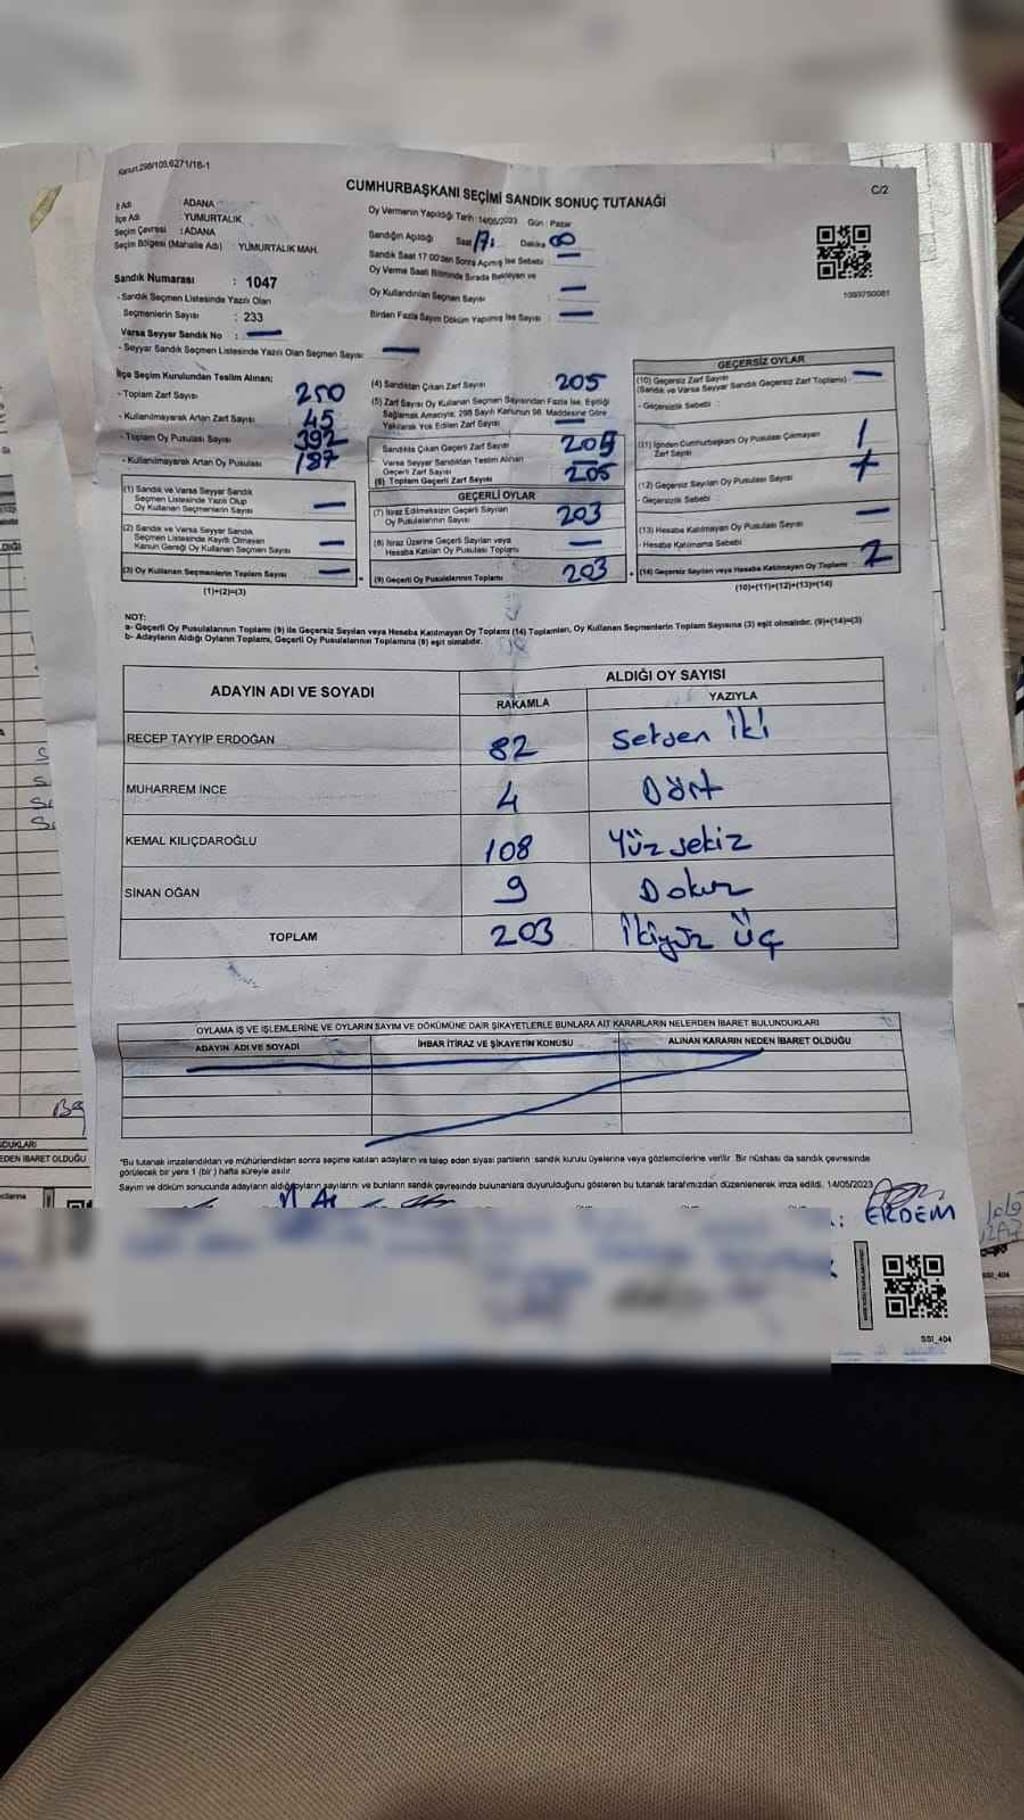 Kanun:298/109,6271/18-1
CUMHURBAŞKANI SEÇİMİ SANDIK SONUÇ TUTANAĞI
C/2
İl Adı ADANA
İlçe Adı YUMURTALIK
Seçim Çevresi :ADANA
Seçim Bölgesi (Mahalle Adı) : YUMURTALIK MAH.
Sandık Numarası : 1047
- Sandık Seçmen Listesinde Yazılı Olan
Seçmenlerin Sayısı : 233
Varsa Seyyar Sandık No : —
- Seyyar Sandık Seçmen Listesinde Yazılı Olan Seçmen Sayısı —
Oy Vermenin Yapıldığı Tarih :14/05/2023 Gün : Pazar
Sandığın Açıldığı Saat 17: Dakika 00
Sandık Saat 17:00'den Sonra Açılmış İse Sebebi : —
Oy Verme Saati Bitiminde Sırada Bekleyen ve
Oy Kullandırılan Seçmen Sayısı : —
Birden Fazla Sayım Döküm Yapılmış İse Sayısı : —
1089790081
İlçe Seçim Kurulundan Teslim Alınan;
- Toplam Zarf Sayısı 250
- Kullanılmayarak Artan Zarf Sayısı 45
- Toplam Oy Pusulası Sayısı 392
- Kullanılmayarak Artan Oy Pusulası 187
(1) Sandık ve Varsa Seyyar Sandık
Seçmen Listesinde Yazılı Olup
Oy Kullanan Seçmenlerin Sayısı —
(2) Sandık ve Varsa Seyyar Sandık
Seçmen Listesinde Kayıtlı Olmayan
Kanun Gereği Oy Kullanan Seçmen Sayısı —
(3) Oy Kullanan Seçmenlerin Toplam Sayısı —
(1)+(2)=(3)
(4) Sandıktan Çıkan Zarf Sayısı 205
(5) Zarf Sayısı Oy Kullanan Seçmen Sayısından Fazla İse, Eşitliği
Sağlamak Amacıyla; 298 Sayılı Kanunun 98. Maddesine Göre
Yakılarak Yok Edilen Zarf Sayısı —
Sandıkta Çıkan Geçerli Zarf Sayısı 205
Varsa Seyyar Sandıktan Teslim Alınan
Geçerli Zarf Sayısı —
(6) Toplam Geçerli Zarf Sayısı 205
GEÇERLİ OYLAR
(7) İtiraz Edilmeksizin Geçerli Sayılan
Oy Pusulalarının Sayısı 203
(8) İtiraz Üzerine Geçerli Sayılan veya
Hesaba Katılan Oy Pusulası Toplamı —
(9) Geçerli Oy Pusulalarının Toplamı 203
GEÇERSİZ OYLAR
(10) Geçersiz Zarf Sayısı —
(Sandık ve Varsa Seyyar Sandık Geçersiz Zarf Toplamı)
- Geçersizlik Sebebi :
(11) İçinden Cumhurbaşkanı Oy Pusulası Çıkmayan
Zarf Sayısı 1
(12) Geçersiz Sayılan Oy Pusulası Sayısı
- Geçersizlik Sebebi :
(13) Hesaba Katılmayan Oy Pusulası Sayısı —
- Hesaba Katılmama Sebebi
(14) Geçersiz Sayılan veya Hesaba Katılmayan Oy Toplamı 2
(10)+(11)+(12)+(13)=(14)
NOT:
a- Geçerli Oy Pusulalarının Toplamı (9) ile Geçersiz Sayılan veya Hesaba Katılmayan Oy Toplamı (14) Toplamları, Oy Kullanan Seçmenlerin Toplam Sayısına (3) eşit olmalıdır. (9)+(14)=(3)
b- Adayların Aldığı Oyların Toplamı, Geçerli Oy Pusulalarının Toplamına (9) eşit olmalıdır.
ADAYIN ADI VE SOYADI
ALDIĞI OY SAYISI
RAKAMLA YAZIYLA
RECEP TAYYİP ERDOĞAN 82 Seksen iki
MUHARREM İNCE 4 Dört
KEMAL KILIÇDAROĞLU 108 Yüz sekiz
SİNAN OĞAN 9 Dokuz
TOPLAM 203 İkiyüz Üç
OYLAMA İŞ VE İŞLEMLERİNE VE OYLARIN SAYIM VE DÖKÜMÜNE DAİR ŞİKAYETLERLE BUNLARA AİT KARARLARIN NELERDEN İBARET BULUNDUKLARI
ADAYIN ADI VE SOYADI İHBAR İTİRAZ VE ŞİKAYETİN KONUSU ALINAN KARARIN NEDEN İBARET OLDUĞU
*Bu tutanak imzalandıktan ve mühürlendikten sonra seçime katılan adayların ve talep eden siyasi partilerin sandık kurulu üyelerine veya gözlemcilerine verilir. Bir nüshası da sandık çevresinde
görülecek bir yere 1 (bir) hafta süreyle asılır.
Sayım ve döküm sonucunda adayların aldığı oyların sayılarını ve bunların sandık çevresinde bulunanlara duyurulduğunu gösteren bu tutanak tarafımızdan düzenlenerek imza edildi. 14/05/2023
ERDEM
SSI_404
DUKLARI
EDEN İBARET OLDUĞU